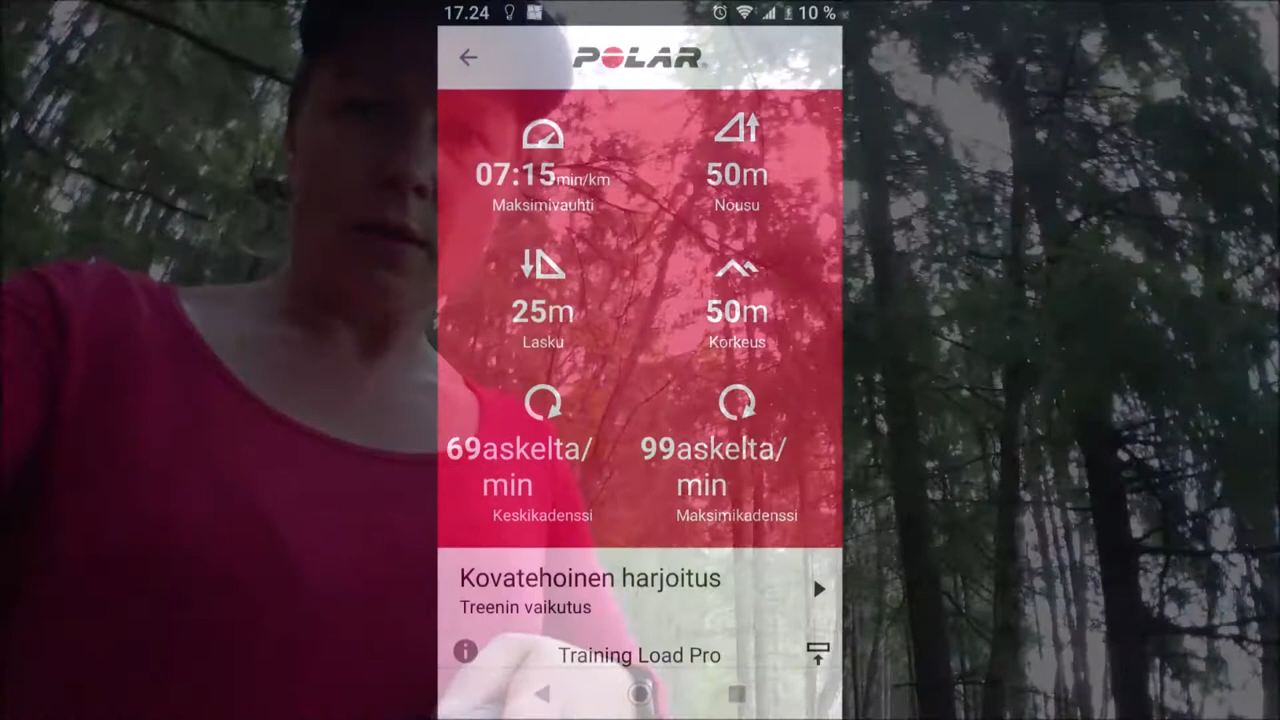 17.24 10 %
POLAR
07:15min/km 50m
Maksimivauhti Nousu
25m 50m
Lasku Korkeus
69askelta/ 99askelta/
min min
Keskikadenssi Maksimikadenssi
Kovatehoinen harjoitus
Treenin vaikutus
Training Load Pro